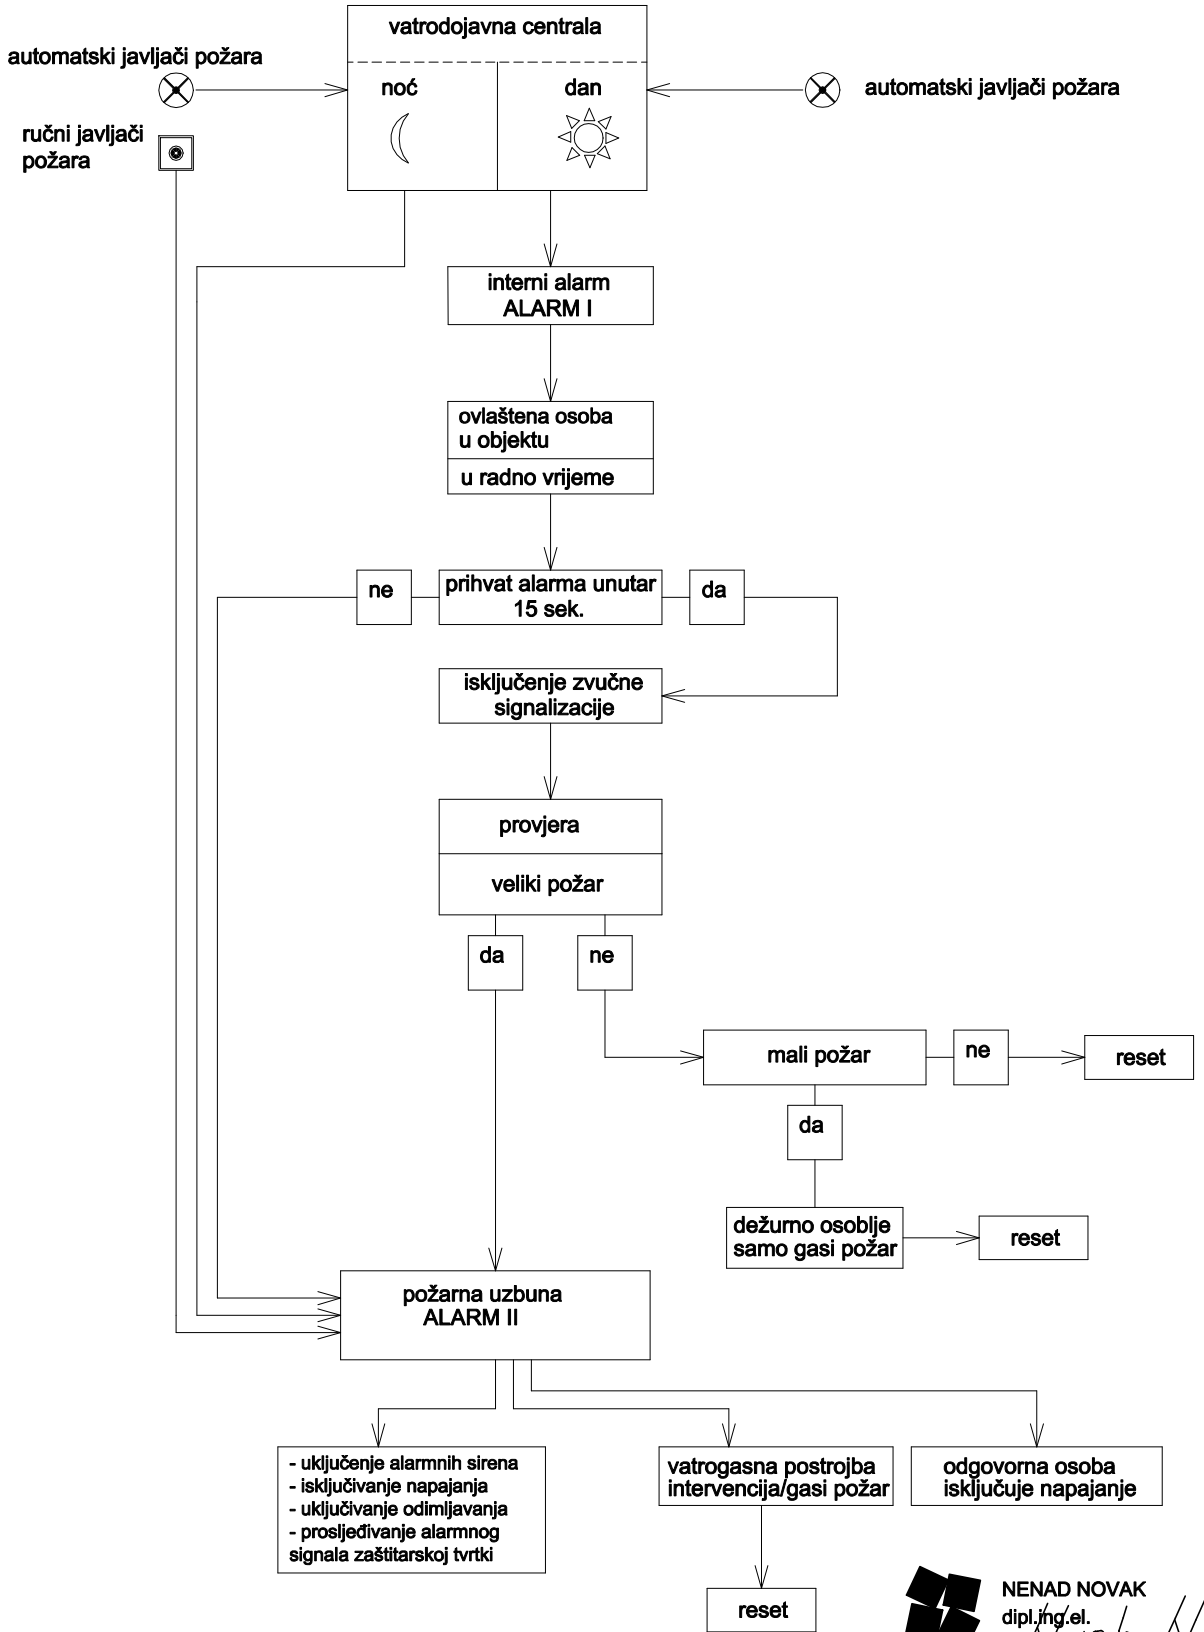 vatrodojavna centrala
automatski javljači požara
noć
dan
automatski javljači požara
ručni javljači
požara
interni alarm
ALARM I
ovlaštena osoba
u objektu
u radno vrijeme
ne
prihvat alarma unutar
15 sek.
da
isključenje zvučne
signalizacije
provjera
veliki požar
da
ne
mali požar
ne
reset
da
dežurno osoblje
samo gasi požar
reset
požarna uzbuna
ALARM II
- uključenje alarmnih sirena
- isključivanje napajanja
- uključivanje odimljavanja
- prosljeđivanje alarmnog
signala zaštitarskoj tvrtki
vatrogasna postrojba
intervencija/gasi požar
odgovorna osoba
isključuje napajanje
reset
NENAD NOVAK
dipl.ing.el.